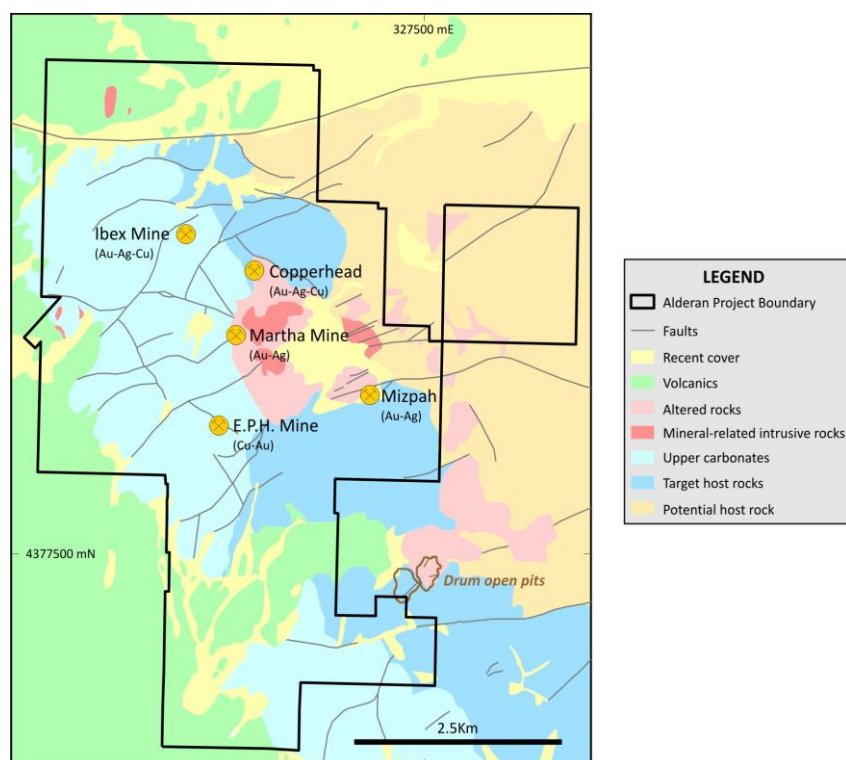 327500 mE
Ibex Mine
(Au-Ag-Cu)
Copperhead
(Au-Ag-Cu)
Martha Mine
(Au-Ag)
Mizpah
(Au-Ag)
E.P.H. Mine
(Cu-Au)
4377500 mN
Drum open pits
2.5Km
LEGEND
Alderan Project Boundary
Faults
Recent cover
Volcanics
Altered rocks
Mineral-related intrusive rocks
Upper carbonates
Target host rocks
Potential host rock